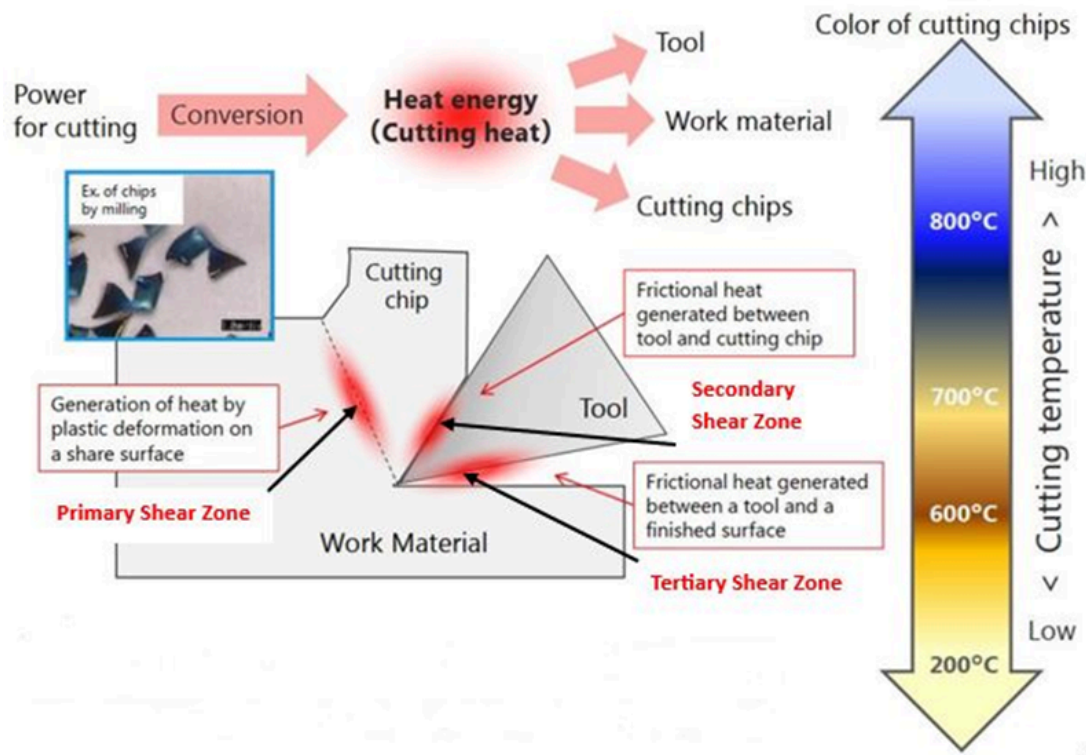 Color of cutting chips
Power
for cutting
Conversion
Heat energy
(Cutting heat)
Tool
Work material
Cutting chips
Ex. of chips
by milling
Cutting
chip
Frictional heat
generated between
tool and cutting chip
Generation of heat by
plastic deformation on
a share surface
Primary Shear Zone
Secondary
Shear Zone
Tool
Frictional heat generated
between a tool and a
finished surface
Work Material
Tertiary Shear Zone
High
800°C
700°C
600°C
200°C
< Cutting temperature >
Low